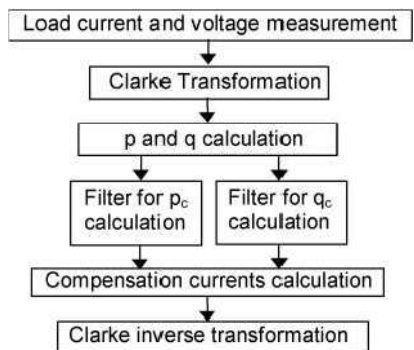 Load current and voltage measurement
Clarke Transformation
p and q calculation
Filter for pc
calculation
Filter for qc
calculation
Compensation currents calculation
Clarke inverse transformation